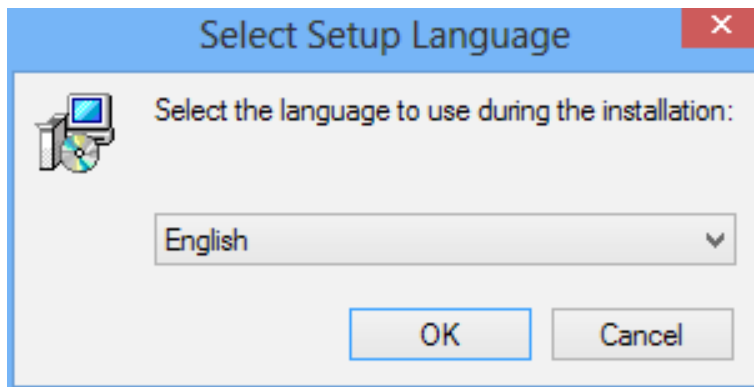 Select Setup Language
Select the language to use during the installation:
English
OK
Cancel